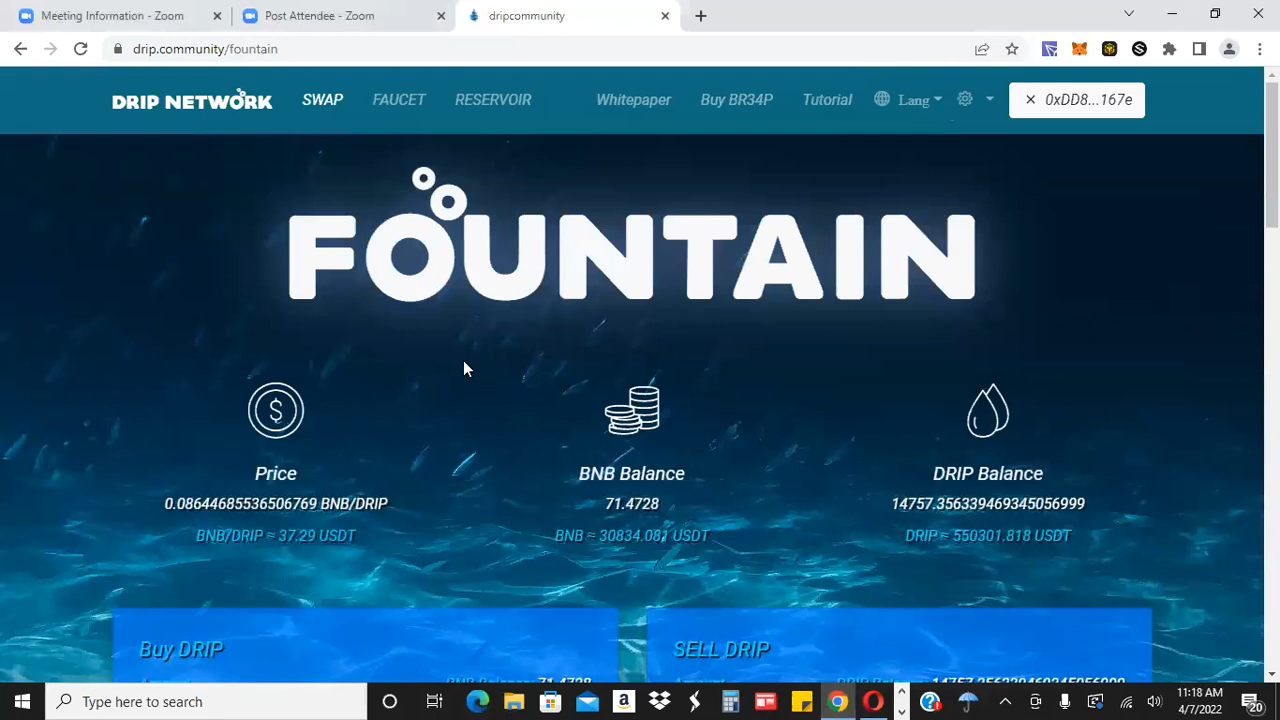 Meeting Information - Zoom
Post Attendee - Zoom
dripcommunity
drip.community/fountain
DRIP NETWORK
SWAP
FAUCET
RESERVOIR
Whitepaper
Buy BR34P
Tutorial
Lang
0xDD8...167e
FOUNTAIN
Price
0.08644685536506769 BNB/DRIP
BNB/DRIP ≈ 37.29 USDT
BNB Balance
71.4728
BNB ≈ 30834.081 USDT
DRIP Balance
14757.356339469345056999
DRIP ≈ 550301.818 USDT
Buy DRIP
SELL DRIP
Type here to search
11:18 AM
4/7/2022
20